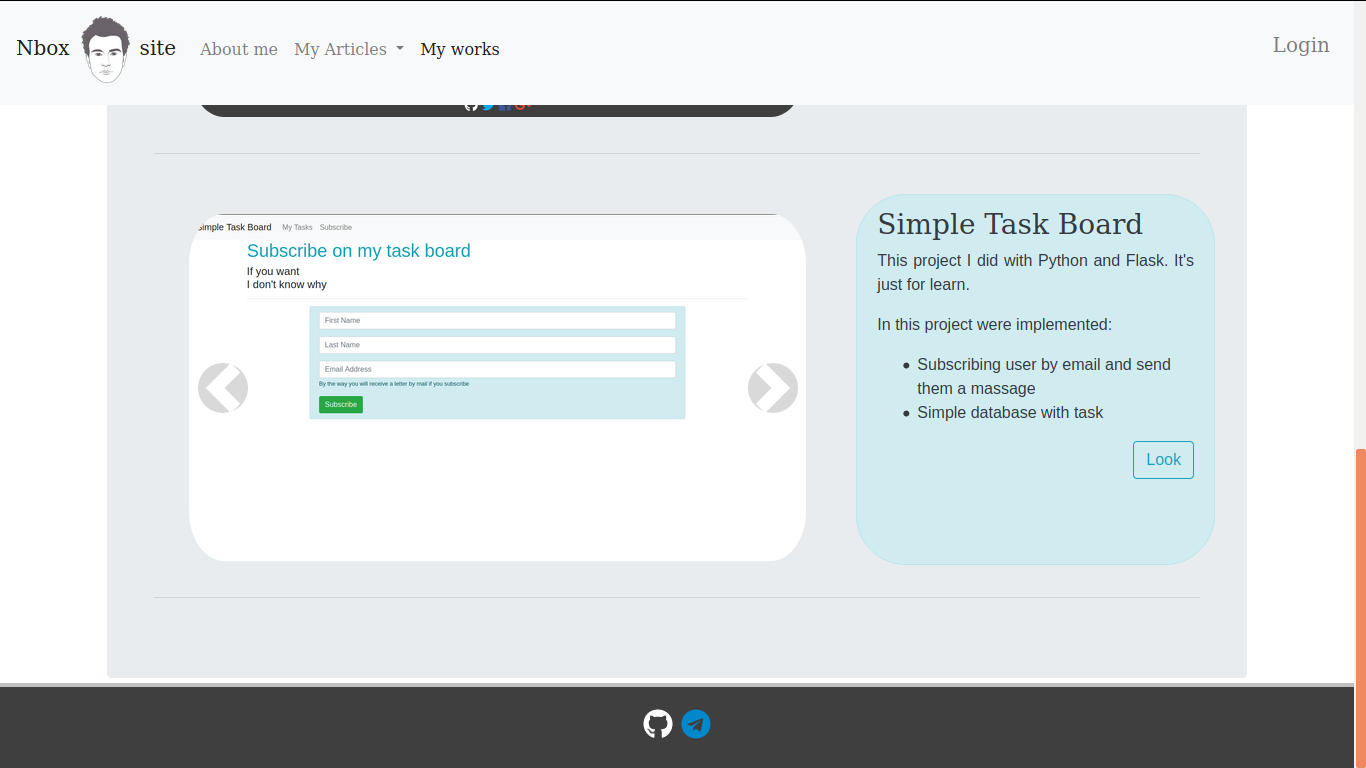 Nbox site About me My Articles My works Login
Simple Task Board My Tasks Subscribe
Subscribe on my task board
If you want
I don't know why
First Name
Last Name
Email Address
By the way you will receive a letter by mail if you subscribe
Subscribe
Simple Task Board
This project I did with Python and Flask. It's
just for learn.
In this project were implemented:
• Subscribing user by email and send
them a massage
• Simple database with task
Look